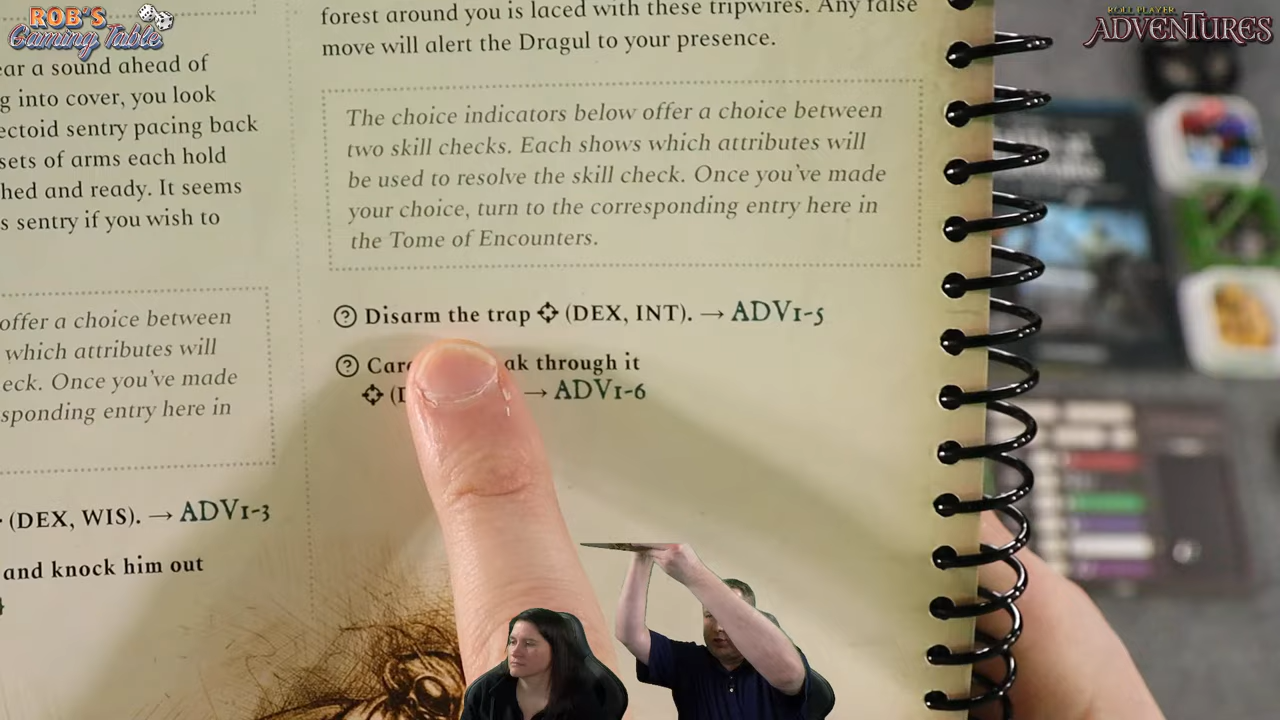 ROB'S
Gaming Table
ROLL PLAYER
ADVENTURES
ear a sound ahead of
g into cover, you look
ectoid sentry pacing back
sets of arms each hold
hed and ready. It seems
s sentry if you wish to
offer a choice between
which attributes will
eck. Once you've made
sponding entry here in
(DEX, WIS). → ADV1-3
and knock him out
forest around you is laced with these tripwires. Any false
move will alert the Dragul to your presence.
The choice indicators below offer a choice between
two skill checks. Each shows which attributes will
be used to resolve the skill check. Once you've made
your choice, turn to the corresponding entry here in
the Tome of Encounters.
Disarm the trap (DEX, INT). → ADV1-5
Car ak through it
→ ADV1-6